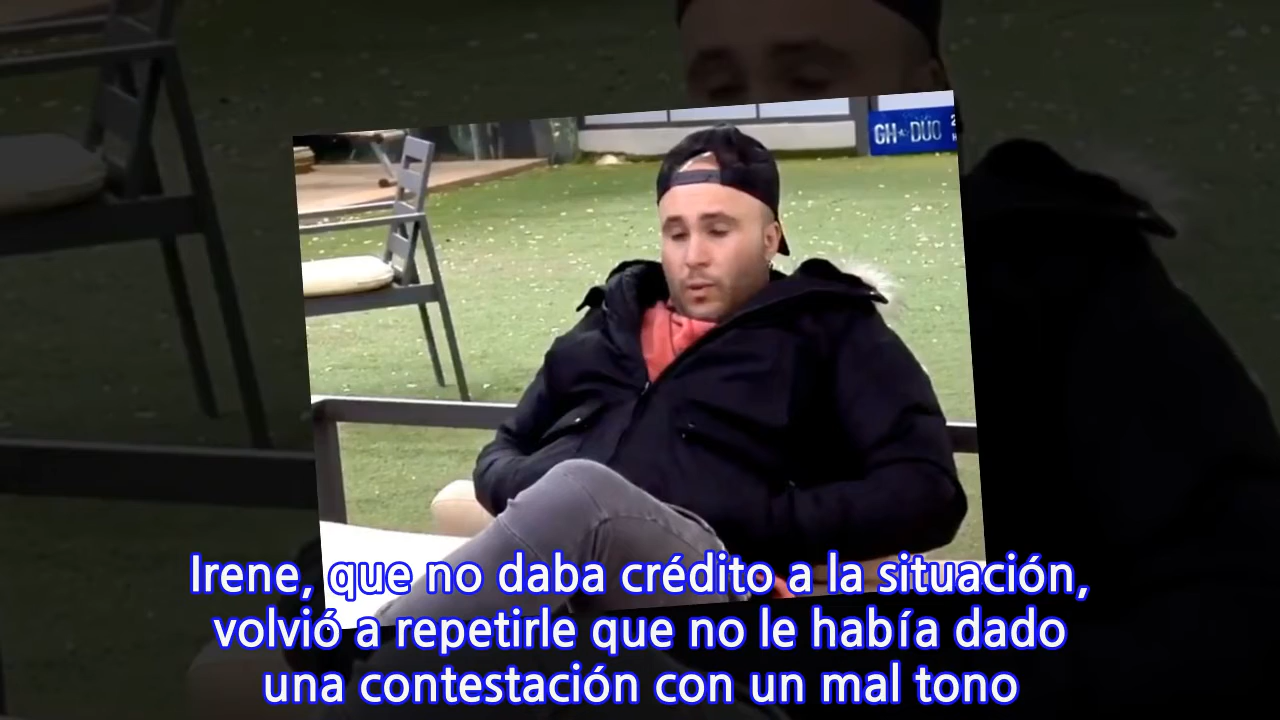 GH DÚO
Irene, que no daba crédito a la situación,
volvió a repetirle que no le había dado
una contestación con un mal tono